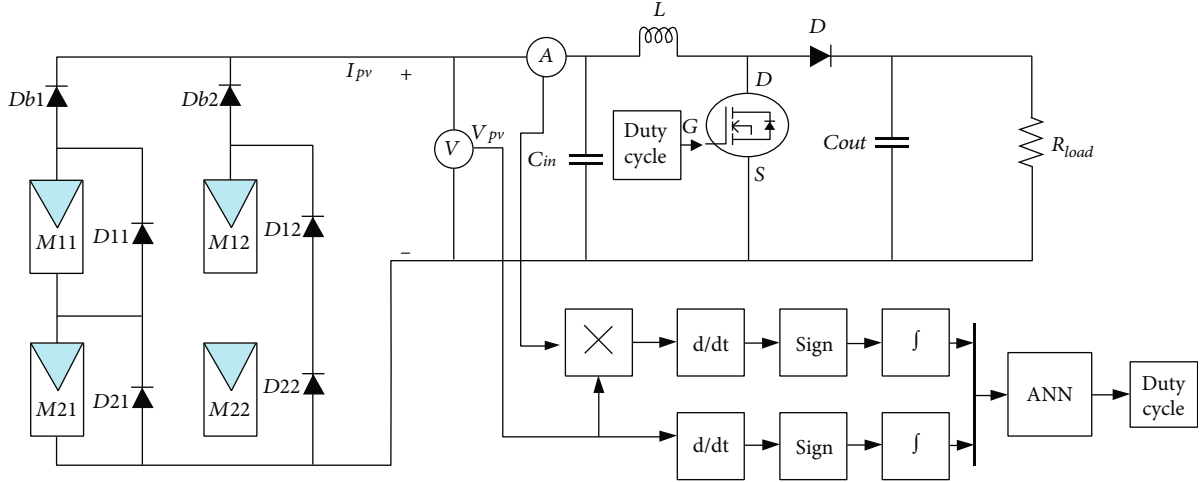 L
D
A
Ipv
+
Db1
Db2
D
Duty
cycle
G
Vpv
V
Cin
Cout
Rload
S
M11
D11
M12
D12
−
d/dt
Sign
∫
M21
D21
M22
D22
ANN
Duty
cycle
d/dt
Sign
∫